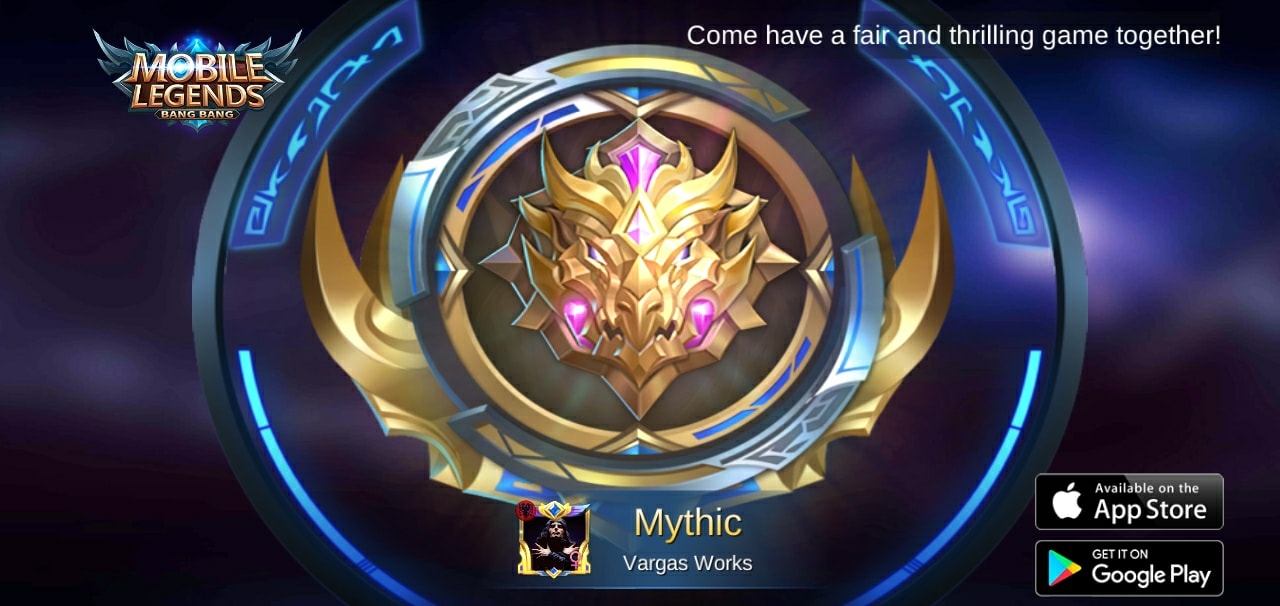 MOBILE
LEGENDS
BANG BANG
Come have a fair and thrilling game together!
Mythic
Vargas Works
Available on the
App Store
GET IT ON
Google Play